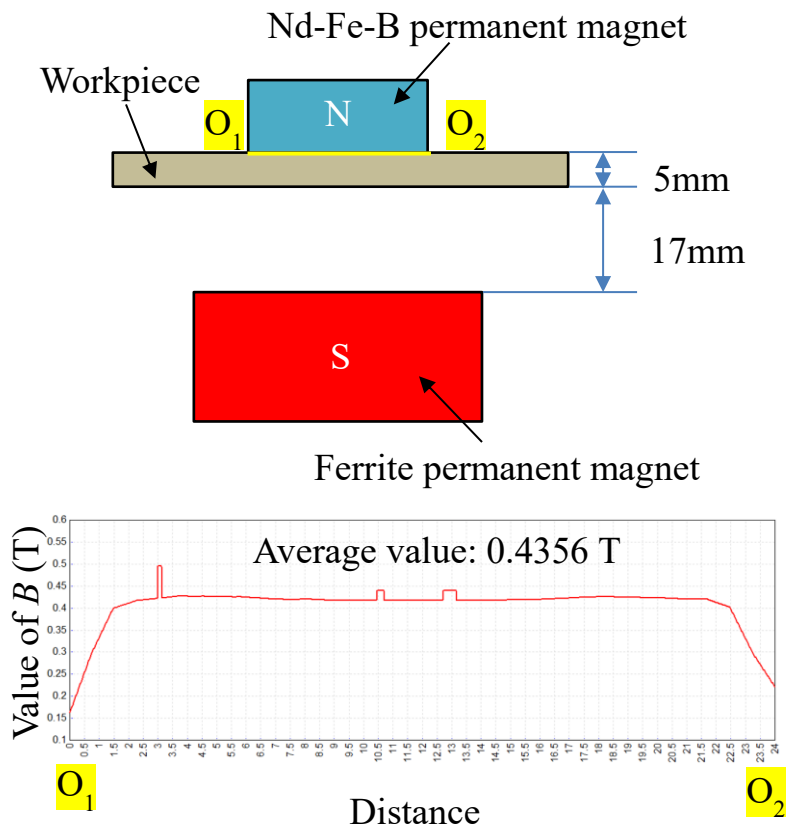 Nd-Fe-B permanent magnet
Workpiece
N
O1
O2
5mm
17mm
S
Ferrite permanent magnet
Value of B (T)
Average value: 0.4356 T
0.6
0.55
0.5
0.45
0.4
0.35
0.3
0.25
0.2
0.15
0.1
0 0.5 1 1.5 2 2.5 3 3.5 4 4.5 5 5.5 6 6.5 7 7.5 8 8.5 9 9.5 10 10.5 11 11.5 12 12.5 13 13.5 14 14.5 15 15.5 16 16.5 17 17.5 18 18.5 19 19.5 20 20.5 21 21.5 22 22.5 23 23.5 24
O1
O2
Distance